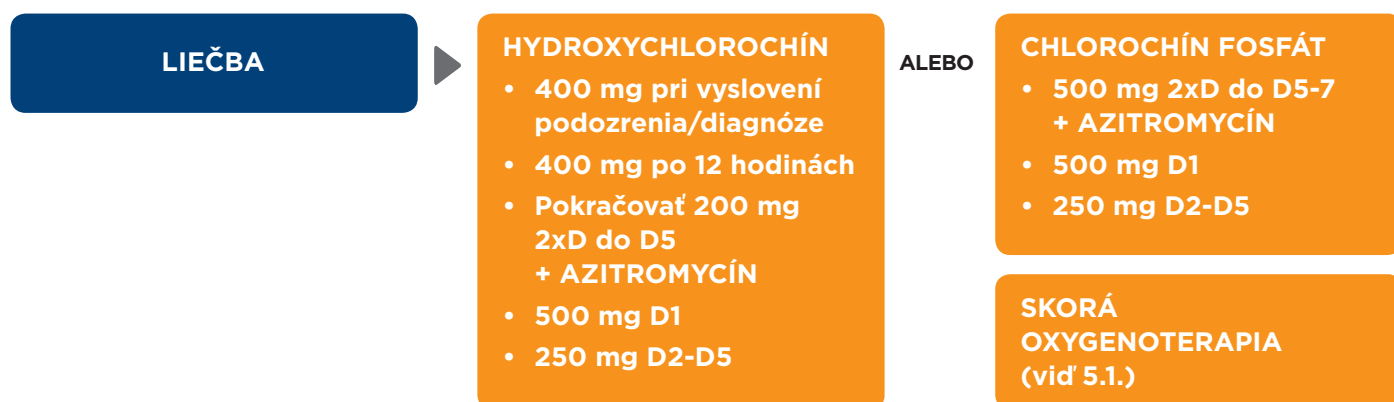 LIEČBA
HYDROXYCHLOROCHÍN
• 400 mg pri vyslovení
podozrenia/diagnóze
• 400 mg po 12 hodinách
• Pokračovať 200 mg
2xD do D5
+ AZITROMYCÍN
• 500 mg D1
• 250 mg D2-D5
ALEBO
CHLOROCHÍN FOSFÁT
• 500 mg 2xD do D5-7
+ AZITROMYCÍN
• 500 mg D1
• 250 mg D2-D5
SKORÁ
OXYGENOTERAPIA
(viď 5.1.)